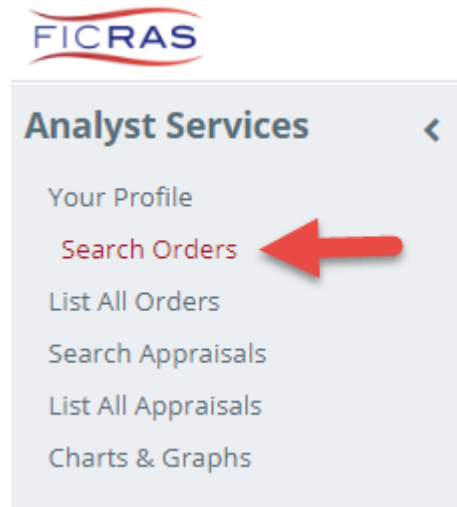 FICRAS
Analyst Services
Your Profile
Search Orders
List All Orders
Search Appraisals
List All Appraisals
Charts & Graphs